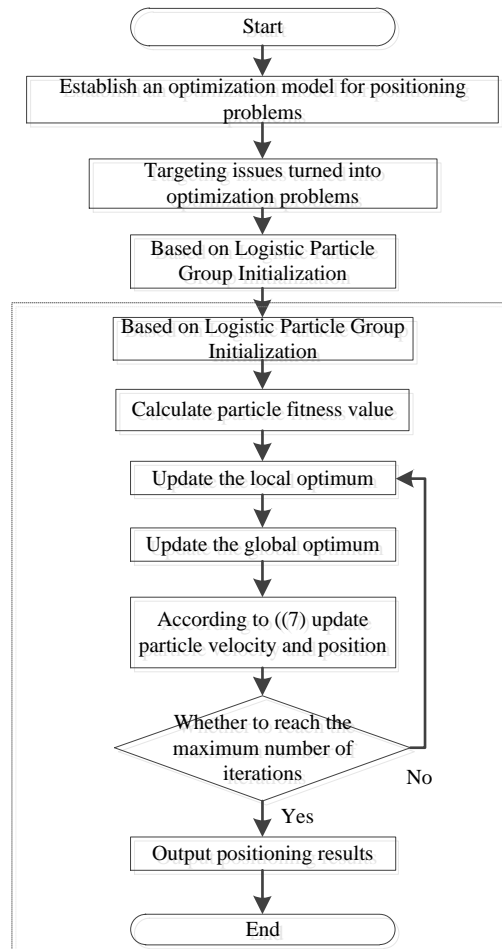 Start
Establish an optimization model for positioning
problems
Targeting issues turned into
optimization problems
Based on Logistic Particle
Group Initialization
Based on Logistic Particle Group
Initialization
Calculate particle fitness value
Update the local optimum
Update the global optimum
According to ((7) update
particle velocity and position
Whether to reach the
maximum number of
iterations
No
Yes
Output positioning results
End